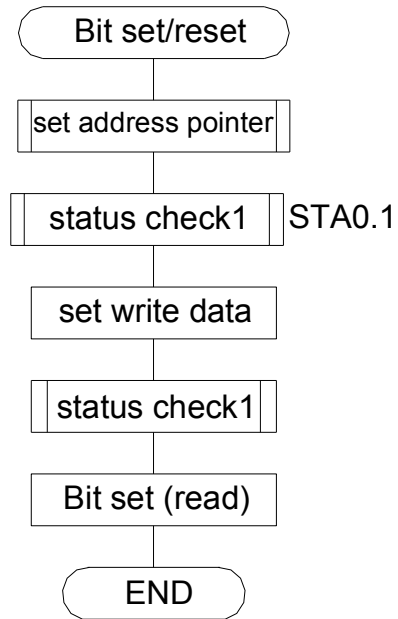 Bit set/reset
set address pointer
status check1 STA0.1
set write data
status check1
Bit set (read)
END